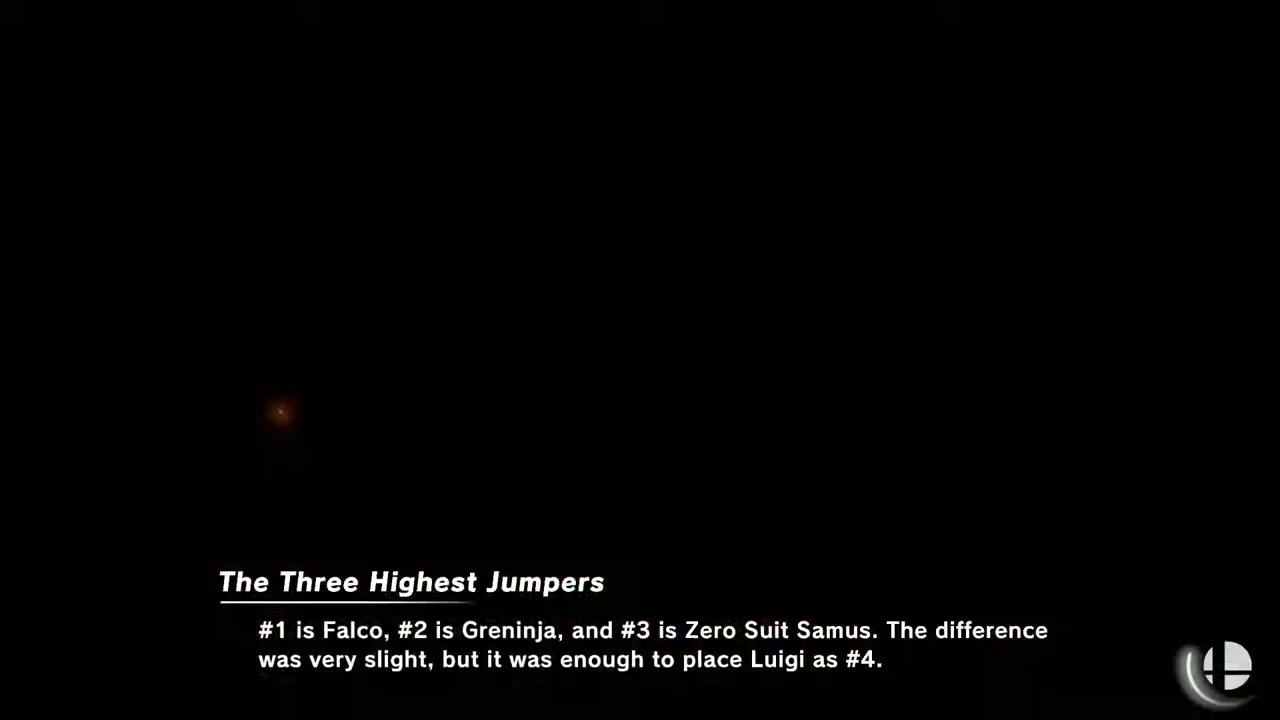 The Three Highest Jumpers
#1 is Falco, #2 is Greninja, and #3 is Zero Suit Samus. The difference
was very slight, but it was enough to place Luigi as #4.